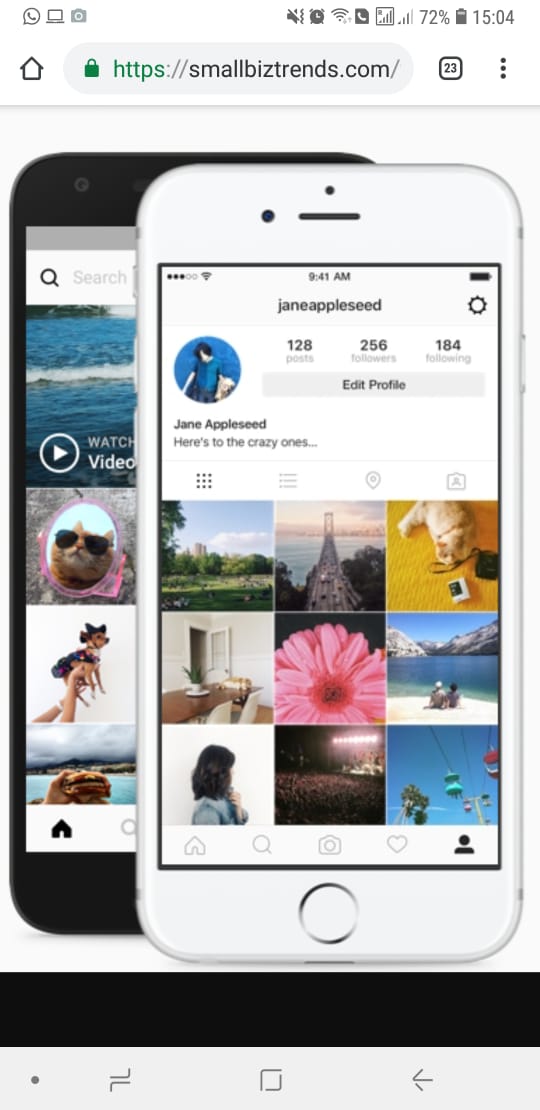 72% 15:04
https://smallbiztrends.com/
23
Search
WATCH
Video
9:41 AM
janeappleseed
128 256 184
posts followers following
Edit Profile
Jane Appleseed
Here's to the crazy ones...